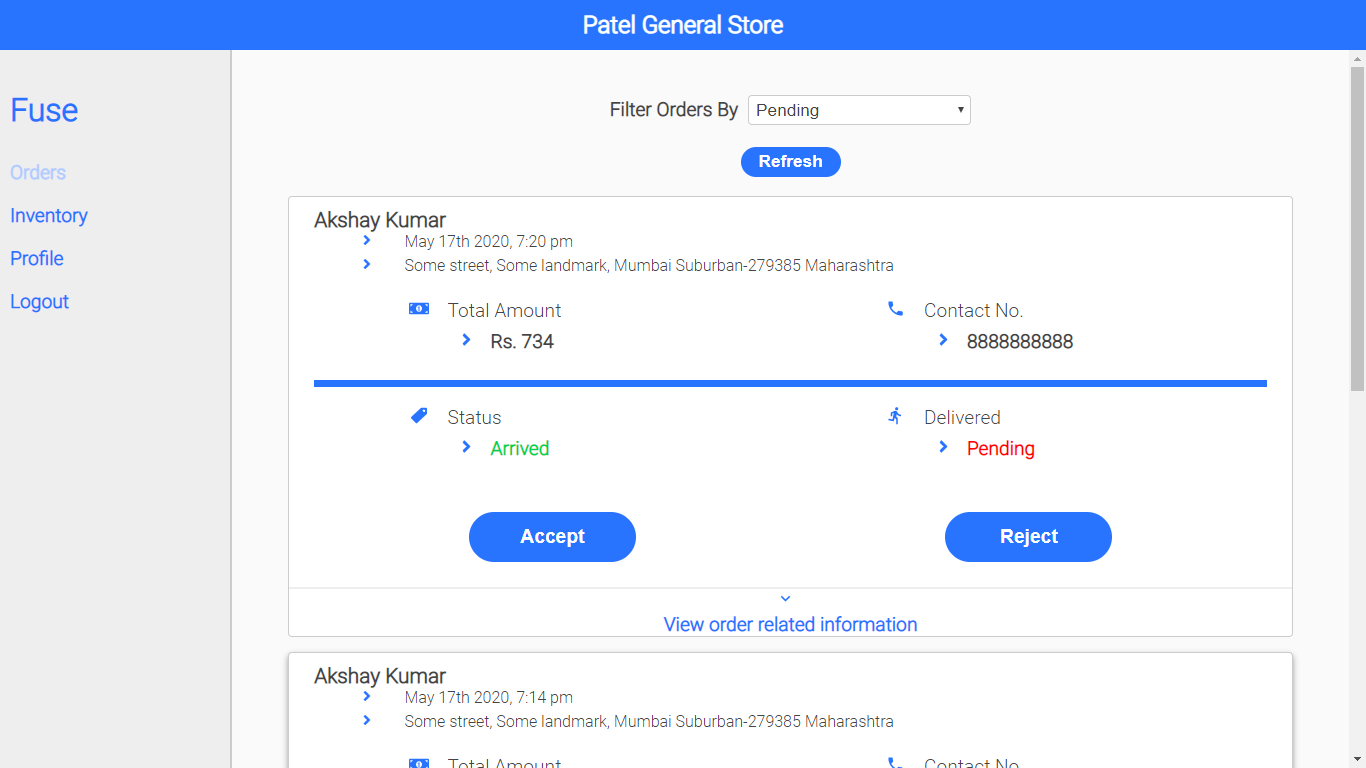 Patel General Store
Fuse
Orders
Inventory
Profile
Logout
Filter Orders By Pending
Refresh
Akshay Kumar
May 17th 2020, 7:20 pm
Some street, Some landmark, Mumbai Suburban-279385 Maharashtra
Total Amount Contact No.
Rs. 734 8888888888
Status Delivered
Arrived Pending
Accept Reject
View order related information
Akshay Kumar
May 17th 2020, 7:14 pm
Some street, Some landmark, Mumbai Suburban-279385 Maharashtra
Total Amount Contact No.